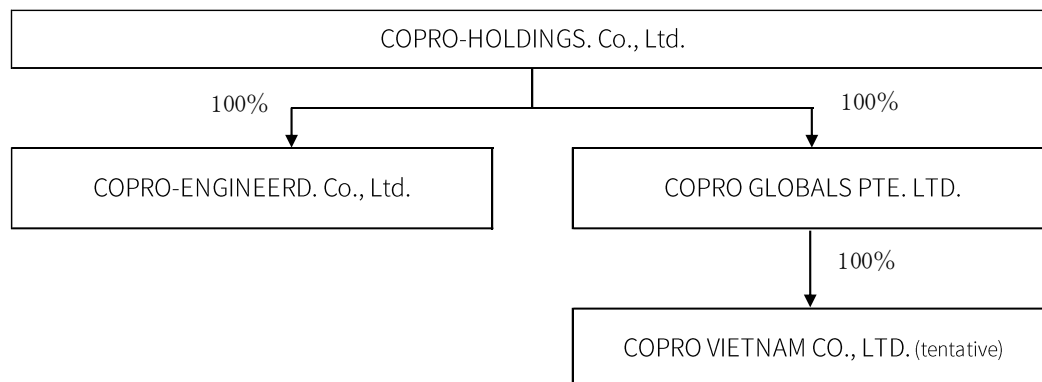 COPRO-HOLDINGS. Co., Ltd.
100%
100%
COPRO-ENGINEERD. Co., Ltd.
COPRO GLOBALS PTE. LTD.
100%
COPRO VIETNAM CO., LTD. (tentative)